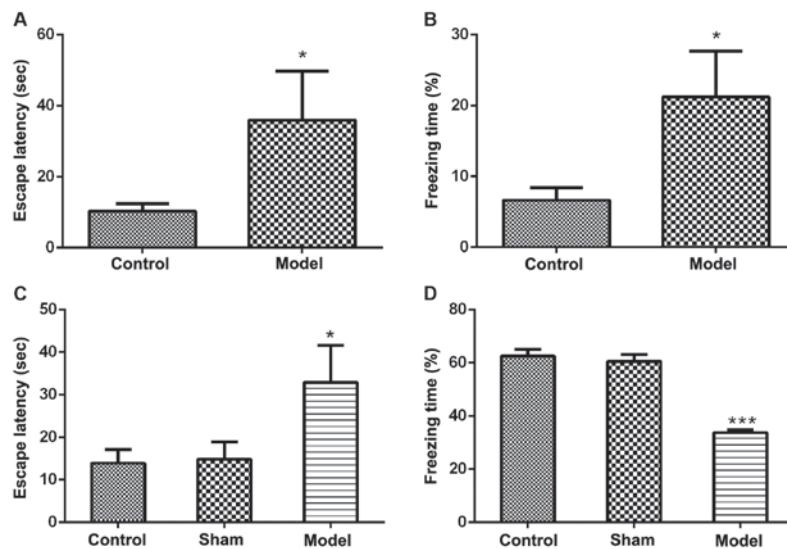 A
Escape latency (sec)
60
40
20
0
*
Control Model
B
Freezing time (%)
30
20
10
0
*
Control Model
C
Escape latency (sec)
50
40
30
20
10
0
*
Control Sham Model
D
Freezing time (%)
80
60
40
20
0
***
Control Sham Model